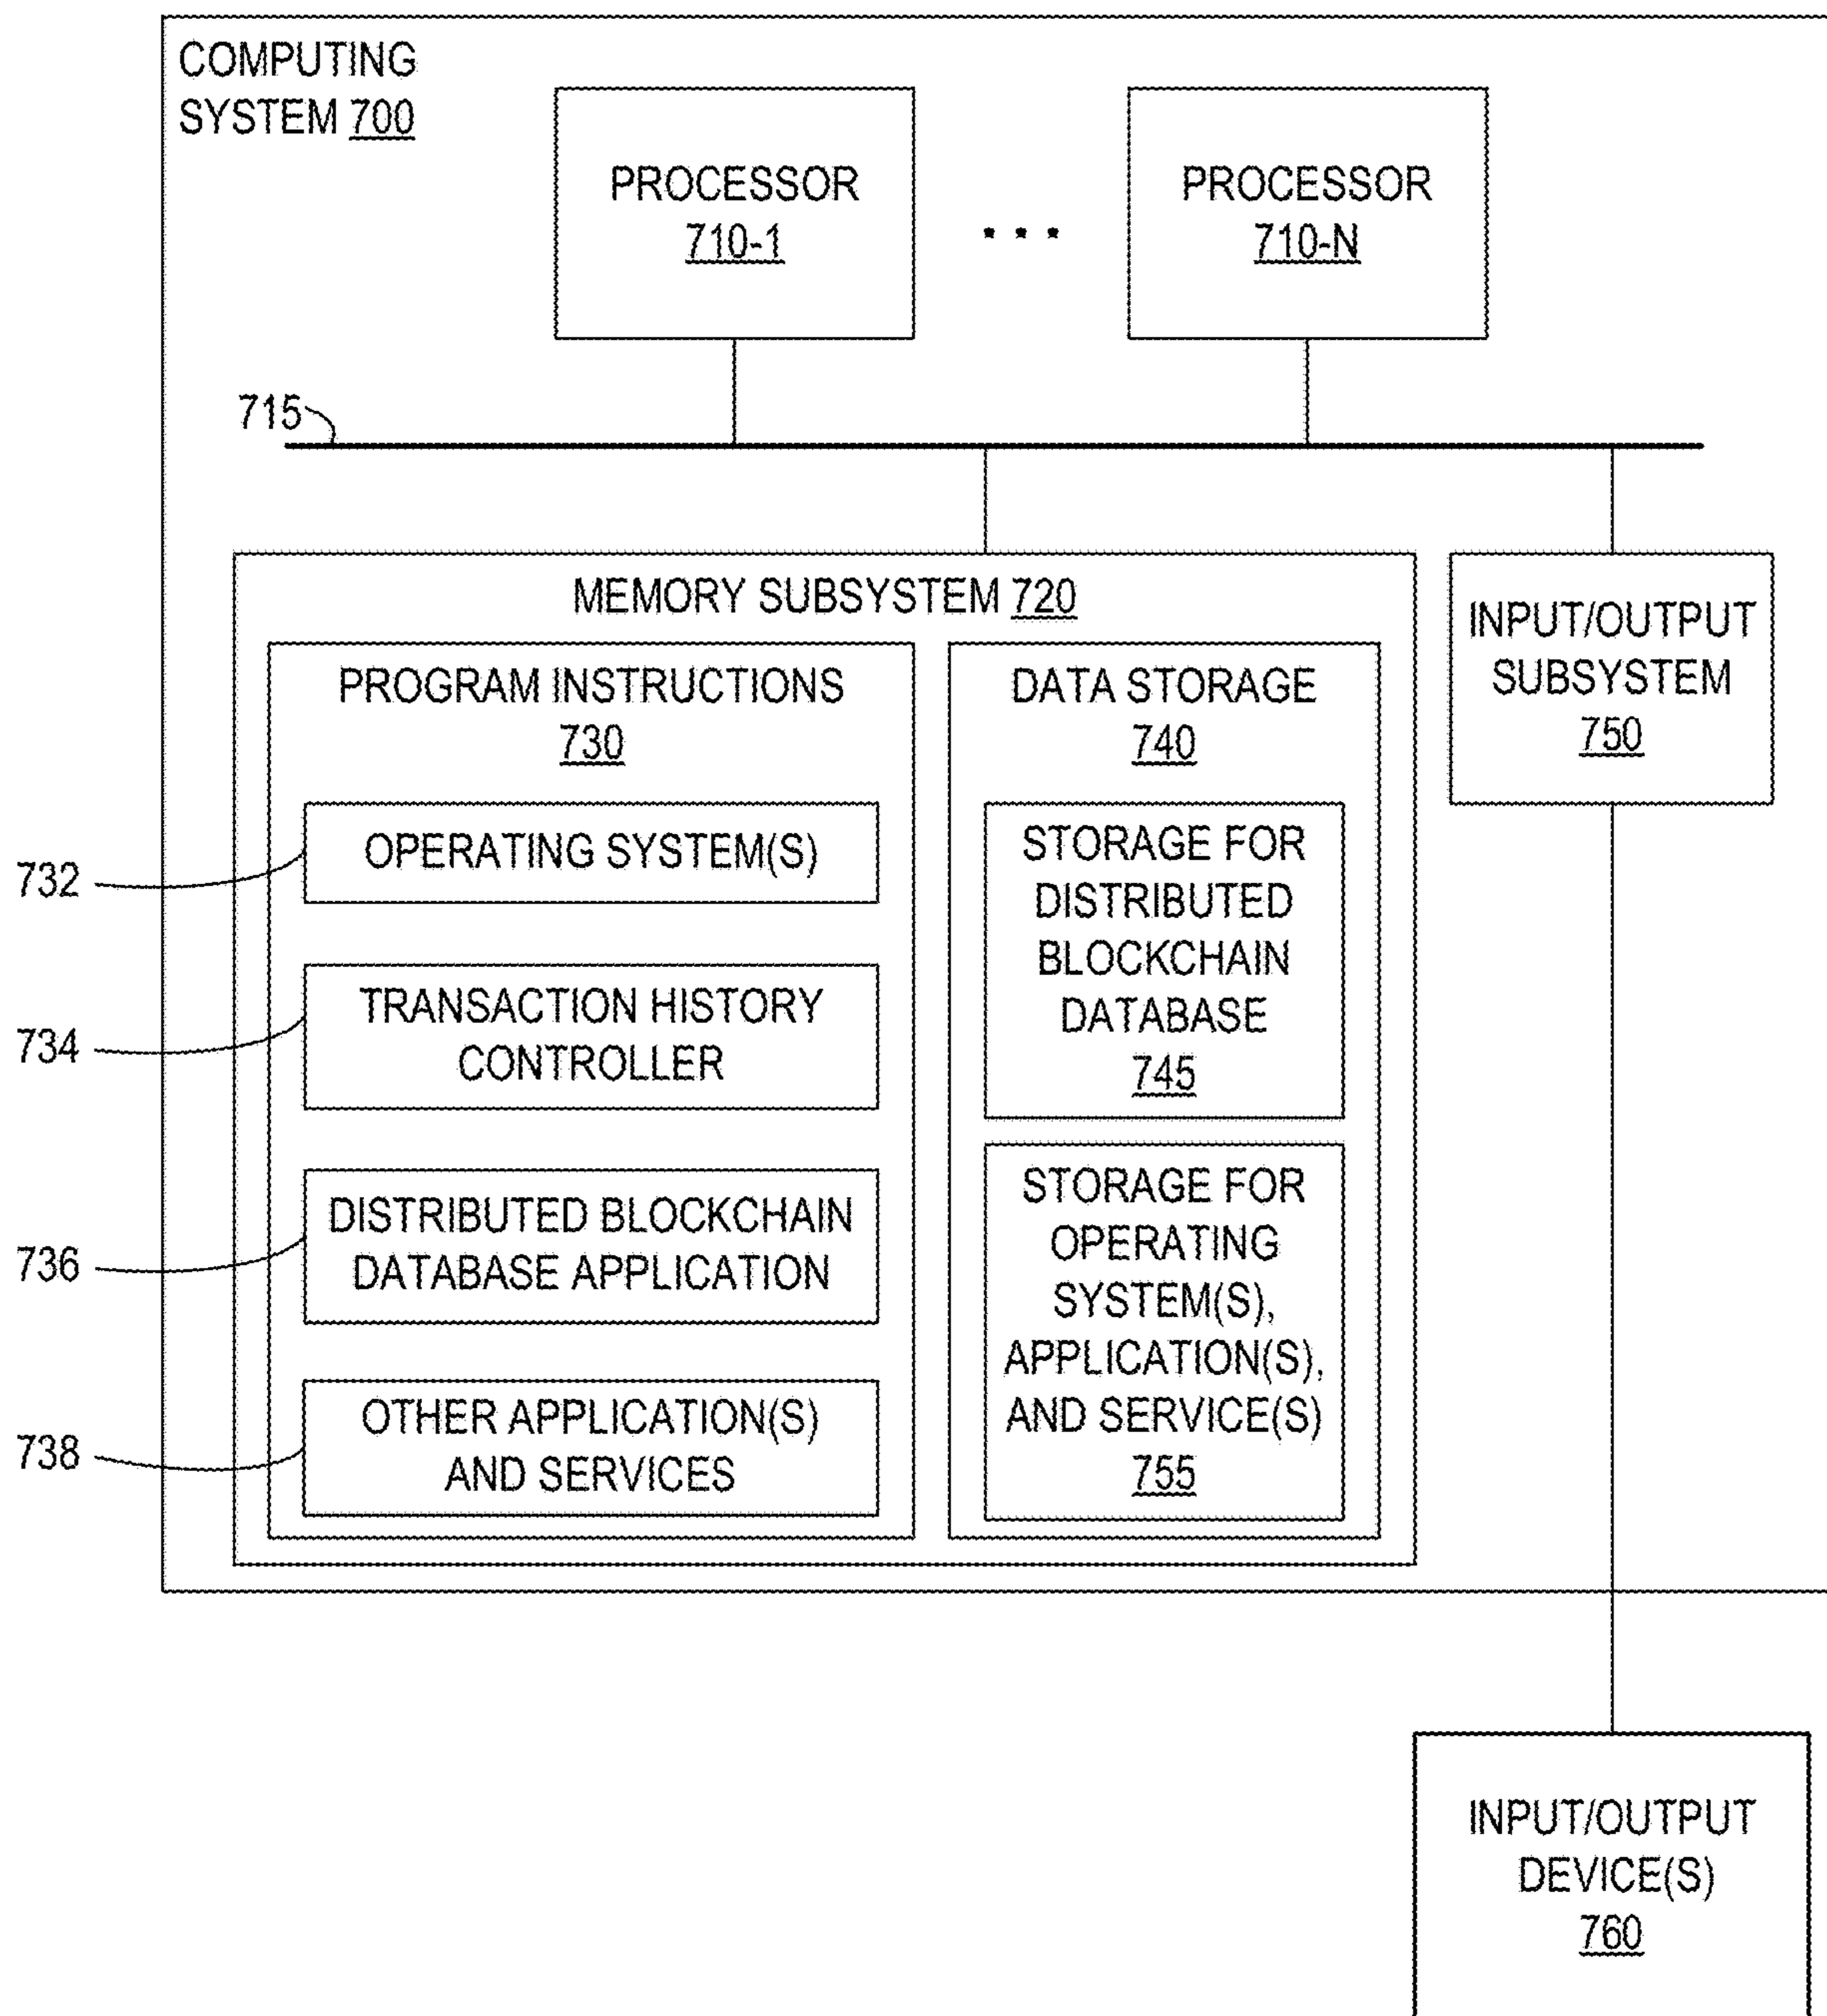 COMPUTING
SYSTEM 700
PROCESSOR
710-1
...
PROCESSOR
710-N
715
MEMORY SUBSYSTEM 720
PROGRAM INSTRUCTIONS
730
732
OPERATING SYSTEM(S)
734
TRANSACTION HISTORY
CONTROLLER
736
DISTRIBUTED BLOCKCHAIN
DATABASE APPLICATION
738
OTHER APPLICATION(S)
AND SERVICES
DATA STORAGE
740
STORAGE FOR
DISTRIBUTED
BLOCKCHAIN
DATABASE
745
STORAGE FOR
OPERATING
SYSTEM(S),
APPLICATION(S),
AND SERVICE(S)
755
INPUT/OUTPUT
SUBSYSTEM
750
INPUT/OUTPUT
DEVICE(S)
760